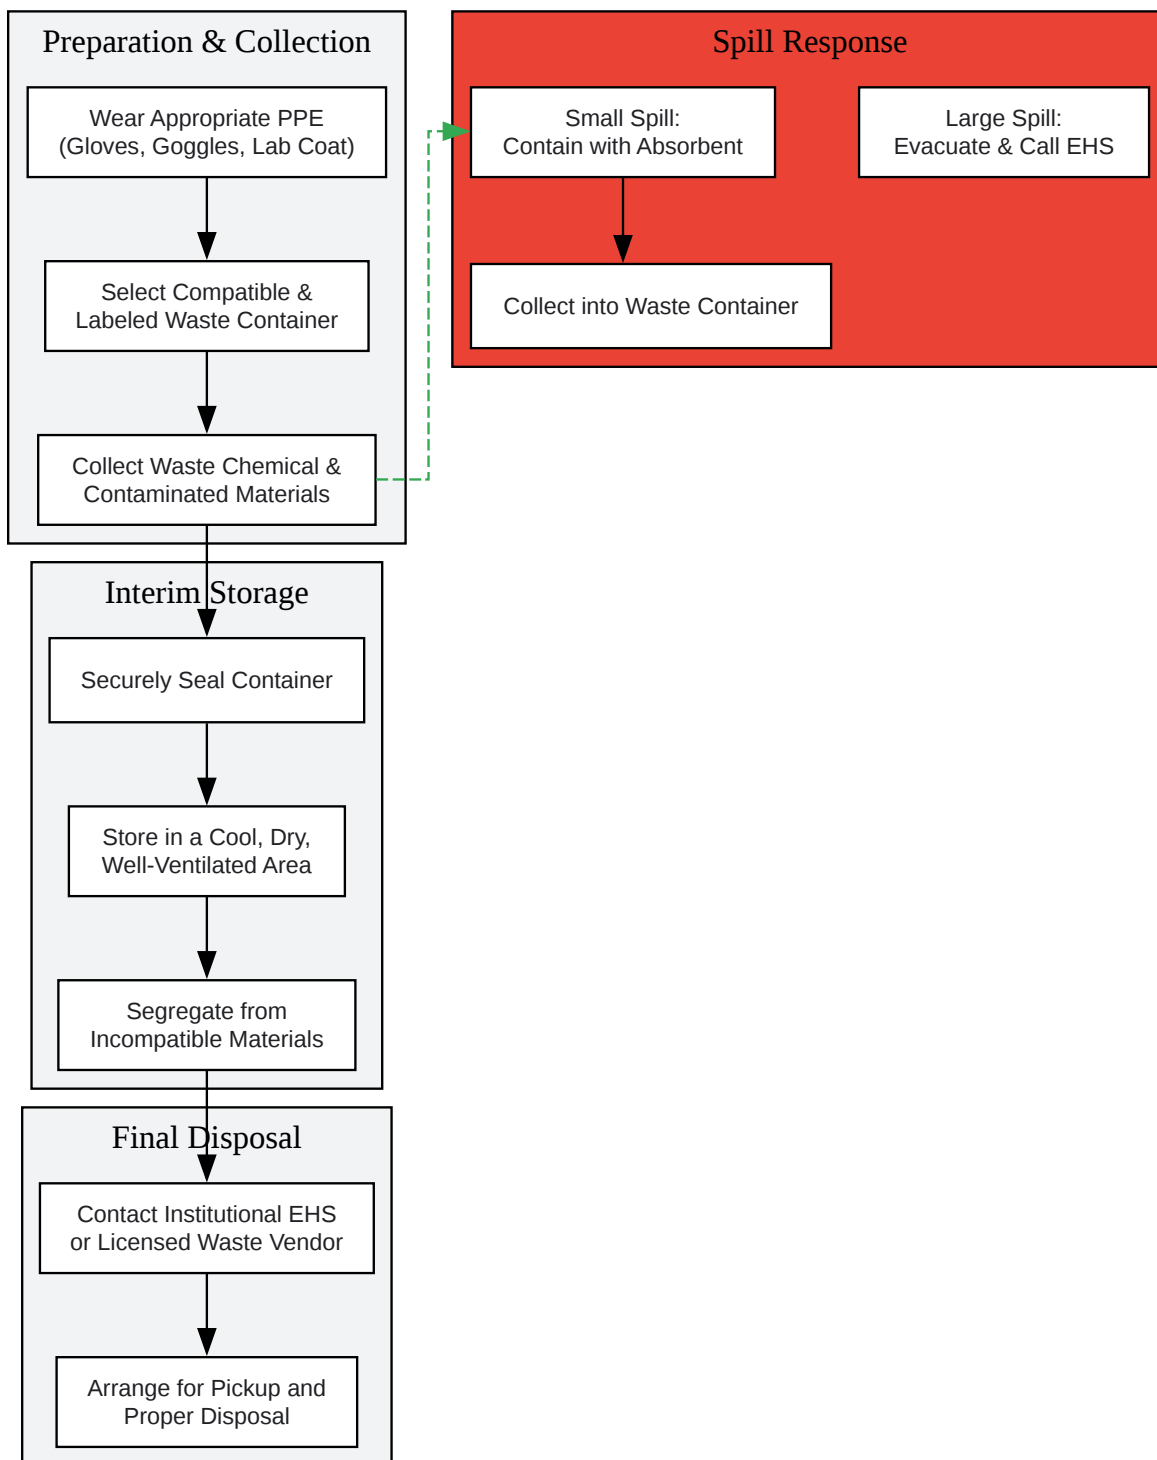 Preparation & Collection
Wear Appropriate PPE
(Gloves, Goggles, Lab Coat)
Select Compatible &
Labeled Waste Container
Collect Waste Chemical &
Contaminated Materials
Spill Response
Small Spill:
Contain with Absorbent
Large Spill:
Evacuate & Call EHS
Collect into Waste Container
Interim Storage
Securely Seal Container
Store in a Cool, Dry,
Well-Ventilated Area
Segregate from
Incompatible Materials
Final Disposal
Contact Institutional EHS
or Licensed Waste Vendor
Arrange for Pickup and
Proper Disposal